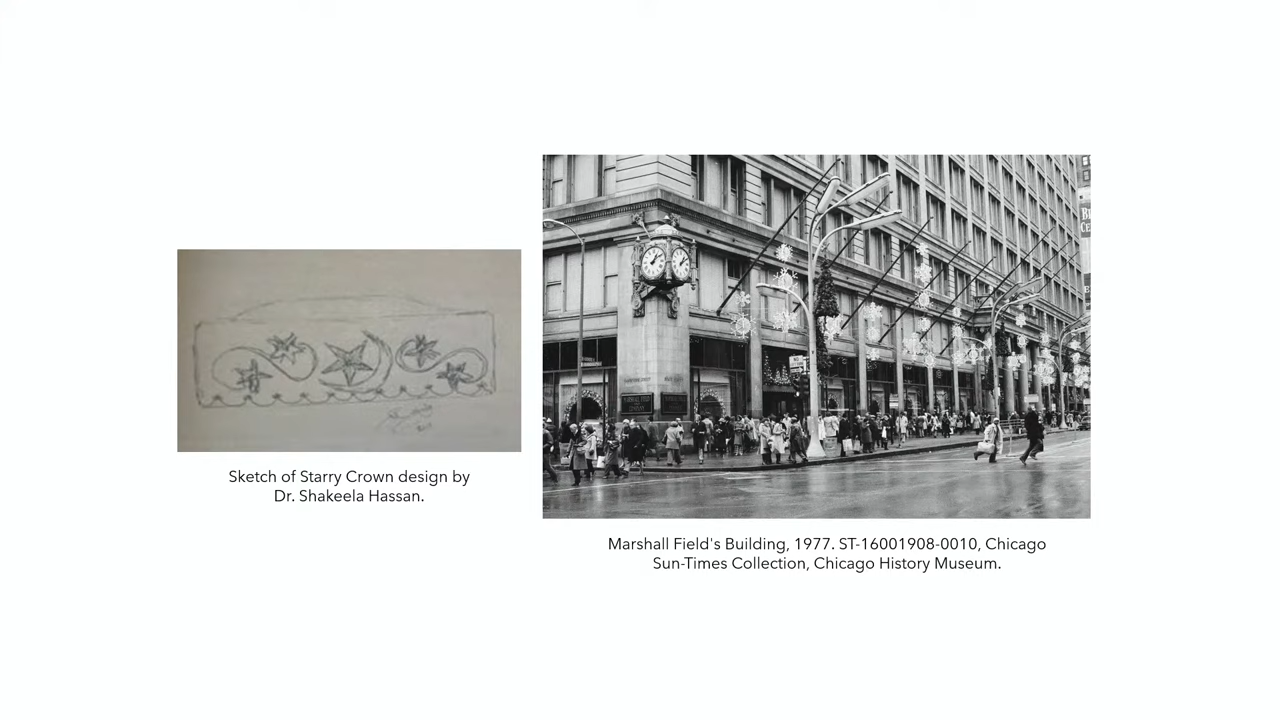 Sketch of Starry Crown design by
Dr. Shakeela Hassan.
Marshall Field's Building, 1977. ST-16001908-0010, Chicago
Sun-Times Collection, Chicago History Museum.